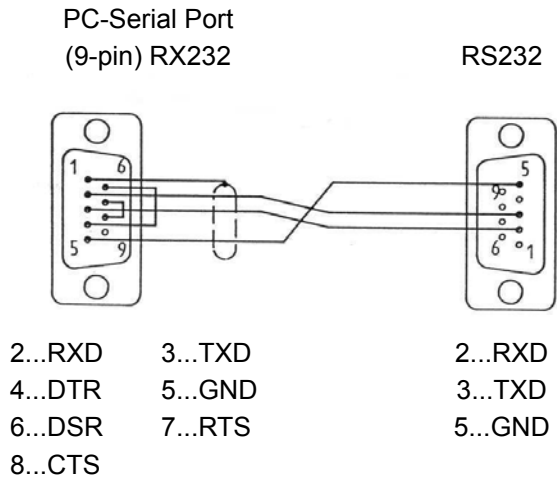 PC-Serial Port
(9-pin) RX232 RS232
1 6
5 9
5
9
6 1
2...RXD 3...TXD 2...RXD
4...DTR 5...GND 3...TXD
6...DSR 7...RTS 5...GND
8...CTS